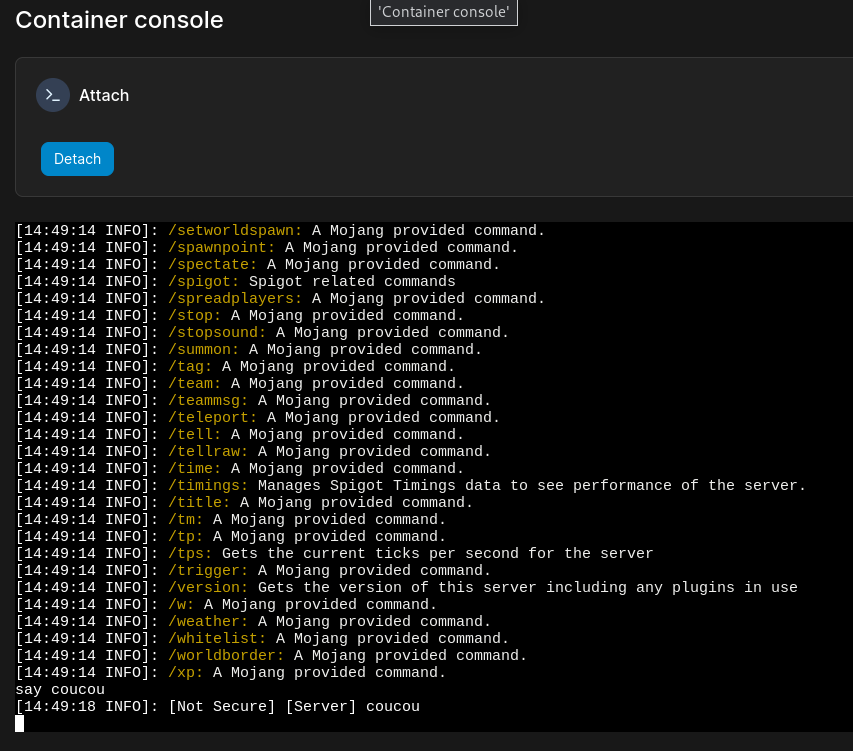 Container console
'Container console'
Attach
Detach
[14:49:14 INFO]: /setworldspawn: A Mojang provided command.
[14:49:14 INFO]: /spawnpoint: A Mojang provided command.
[14:49:14 INFO]: /spectate: A Mojang provided command.
[14:49:14 INFO]: /spigot: Spigot related commands
[14:49:14 INFO]: /spreadplayers: A Mojang provided command.
[14:49:14 INFO]: /stop: A Mojang provided command.
[14:49:14 INFO]: /stopsound: A Mojang provided command.
[14:49:14 INFO]: /summon: A Mojang provided command.
[14:49:14 INFO]: /tag: A Mojang provided command.
[14:49:14 INFO]: /team: A Mojang provided command.
[14:49:14 INFO]: /teammsg: A Mojang provided command.
[14:49:14 INFO]: /teleport: A Mojang provided command.
[14:49:14 INFO]: /tell: A Mojang provided command.
[14:49:14 INFO]: /tellraw: A Mojang provided command.
[14:49:14 INFO]: /time: A Mojang provided command.
[14:49:14 INFO]: /timings: Manages Spigot Timings data to see performance of the server.
[14:49:14 INFO]: /title: A Mojang provided command.
[14:49:14 INFO]: /tm: A Mojang provided command.
[14:49:14 INFO]: /tp: A Mojang provided command.
[14:49:14 INFO]: /tps: Gets the current ticks per second for the server
[14:49:14 INFO]: /trigger: A Mojang provided command.
[14:49:14 INFO]: /version: Gets the version of this server including any plugins in use
[14:49:14 INFO]: /w: A Mojang provided command.
[14:49:14 INFO]: /weather: A Mojang provided command.
[14:49:14 INFO]: /whitelist: A Mojang provided command.
[14:49:14 INFO]: /worldborder: A Mojang provided command.
[14:49:14 INFO]: /xp: A Mojang provided command.
say coucou
[14:49:18 INFO]: [Not Secure] [Server] coucou